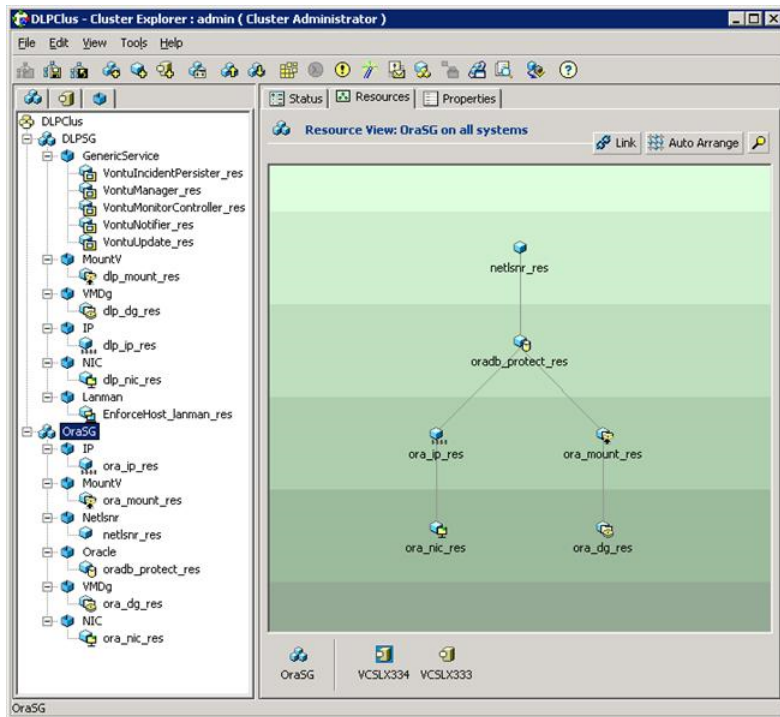 DLPClus - Cluster Explorer : admin ( Cluster Administrator )
File Edit View Tools Help
Status Resources Properties
DLPClus
DLPSG
GenericService
VontuIncidentPersister_res
VontuManager_res
VontuMonitorController_res
VontuNotifier_res
VontuUpdate_res
MountV
dlp_mount_res
VMDg
dlp_dg_res
IP
dlp_ip_res
NIC
dlp_nic_res
Lanman
EnforceHost_lanman_res
OraSG
IP
ora_ip_res
MountV
ora_mount_res
Netlsnr
netlsnr_res
Oracle
oradb_protect_res
VMDg
ora_dg_res
NIC
ora_nic_res
Resource View: OraSG on all systems
Link Auto Arrange
netlsnr_res
oradb_protect_res
ora_ip_res ora_mount_res
ora_nic_res ora_dg_res
OraSG VCSLX334 VCSLX333
OraSG